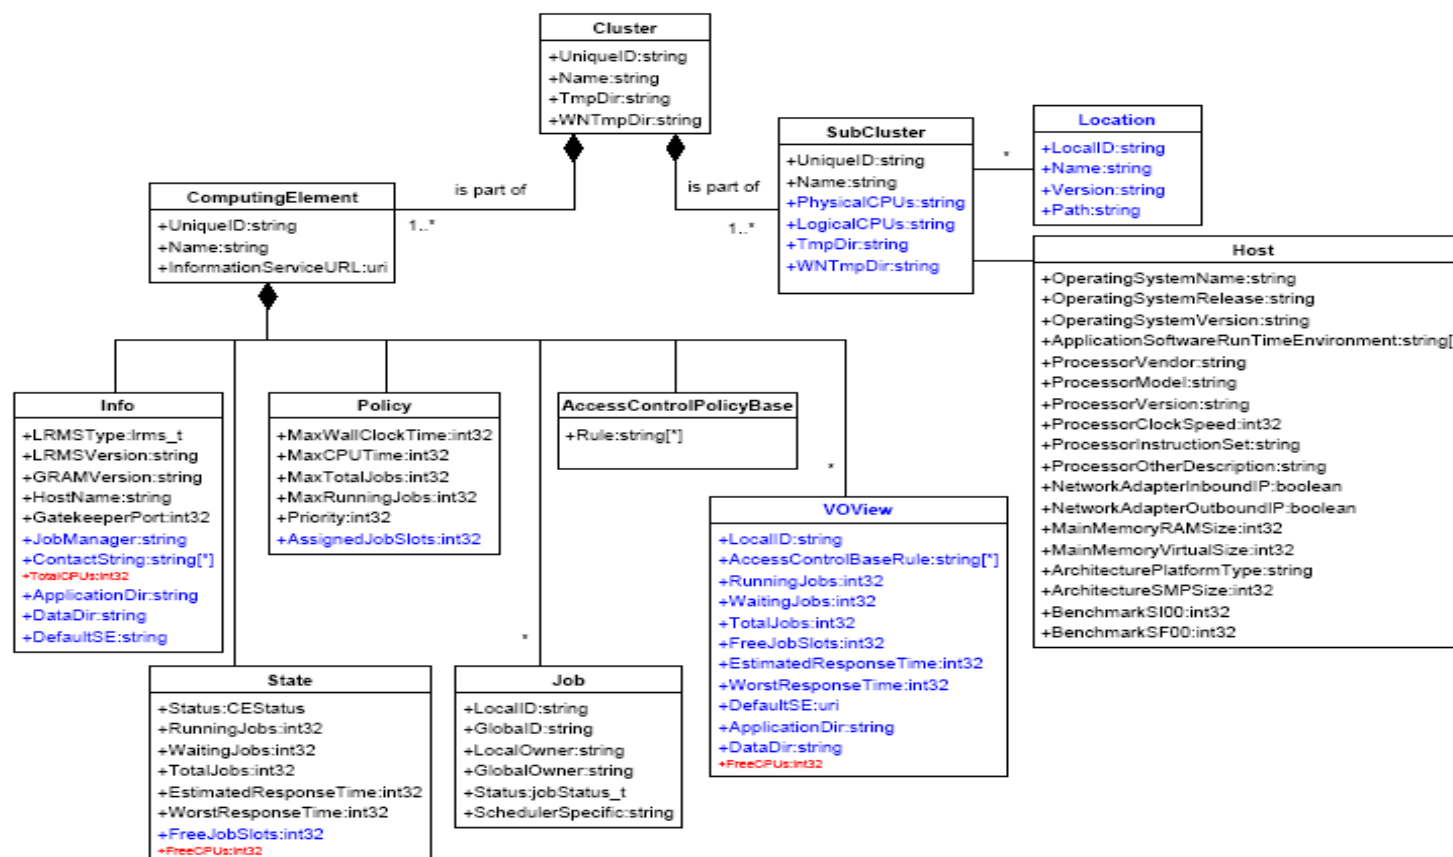 Cluster
+UniqueID:string
+Name:string
+TmpDir:string
+WNTmpDir:string
is part of
1..*
is part of
1..*
ComputingElement
+UniqueID:string
+Name:string
+InformationServiceURL:uri
SubCluster
+UniqueID:string
+Name:string
+PhysicalCPUs:string
+LogicalCPUs:string
+TmpDir:string
+WNTmpDir:string
*
Location
+LocalID:string
+Name:string
+Version:string
+Path:string
Host
+OperatingSystemName:string
+OperatingSystemRelease:string
+OperatingSystemVersion:string
+ApplicationSoftwareRunTimeEnvironment:string[
+ProcessorVendor:string
+ProcessorModel:string
+ProcessorVersion:string
+ProcessorClockSpeed:int32
+ProcessorInstructionSet:string
+ProcessorOtherDescription:string
+NetworkAdapterInboundIP:boolean
+NetworkAdapterOutboundIP:boolean
+MainMemoryRAMSize:int32
+MainMemoryVirtualSize:int32
+ArchitecturePlatformType:string
+ArchitectureSMPSize:int32
+BenchmarkSI00:int32
+BenchmarkSF00:int32
Info
+LRMSType:lrms_t
+LRMSVersion:string
+GRAMVersion:string
+HostName:string
+GatekeeperPort:int32
+JobManager:string
+ContactString:string[*]
+TotalCPUs:int32
+ApplicationDir:string
+DataDir:string
+DefaultSE:string
Policy
+MaxWallClockTime:int32
+MaxCPUTime:int32
+MaxTotalJobs:int32
+MaxRunningJobs:int32
+Priority:int32
+AssignedJobSlots:int32
AccessControlPolicyBase
+Rule:string[*]
*
VOView
+LocalID:string
+AccessControlBaseRule:string[*]
+RunningJobs:int32
+WaitingJobs:int32
+TotalJobs:int32
+FreeJobSlots:int32
+EstimatedResponseTime:int32
+WorstResponseTime:int32
+DefaultSE:uri
+ApplicationDir:string
+DataDir:string
+FreeCPUs:int32
State
+Status:CEStatus
+RunningJobs:int32
+WaitingJobs:int32
+TotalJobs:int32
+EstimatedResponseTime:int32
+WorstResponseTime:int32
+FreeJobSlots:int32
+FreeCPUs:int32
*
Job
+LocalID:string
+GlobalD:string
+LocalOwner:string
+GlobalOwner:string
+Status:jobStatus_t
+SchedulerSpecific:string